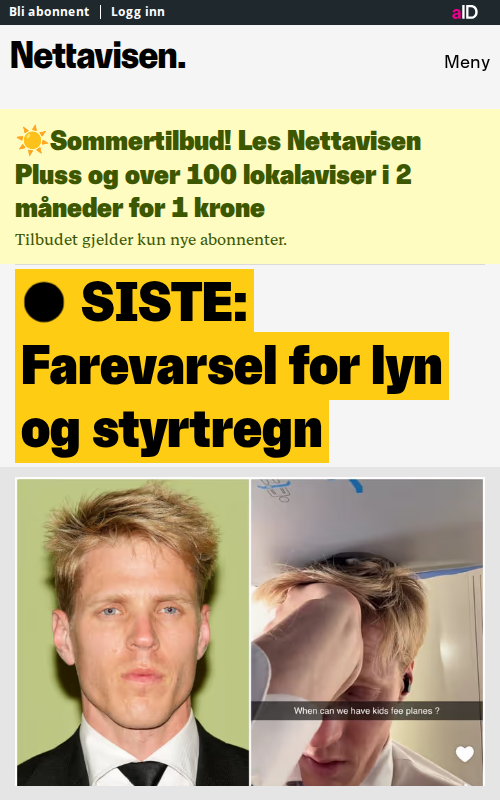 Bli abonnent
Logg inn
aID
Nettavisen.
Meny
Sommertilbud! Les Nettavisen
Pluss og over 100 lokalaviser i 2
måneder for 1 krone
Tilbudet gjelder kun nye abonnenter.
SISTE:
Farevarsel for lyn
og styrtregn
When can we have kids fee planes ?